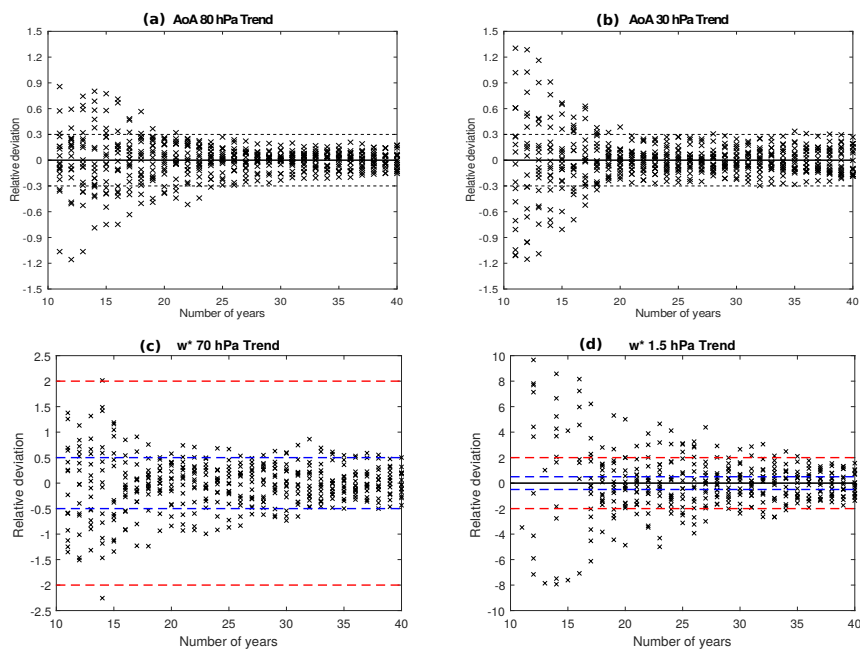 (a) AoA 80 hPa Trend
1.5
1.2
0.9
0.6
0.3
0
-0.3
-0.6
-0.9
-1.2
-1.5
Relative deviation
10 15 20 25 30 35 40
Number of years
(b) AoA 30 hPa Trend
1.5
1.2
0.9
0.6
0.3
0
-0.3
-0.6
-0.9
-1.2
-1.5
Relative deviation
10 15 20 25 30 35 40
Number of years
(c) w* 70 hPa Trend
2.5
2
1.5
1
0.5
0
-0.5
-1
-1.5
-2
-2.5
Relative deviation
10 15 20 25 30 35 40
Number of years
(d) w* 1.5 hPa Trend
10
8
6
4
2
0
-2
-4
-6
-8
-10
Relative deviation
10 15 20 25 30 35 40
Number of years